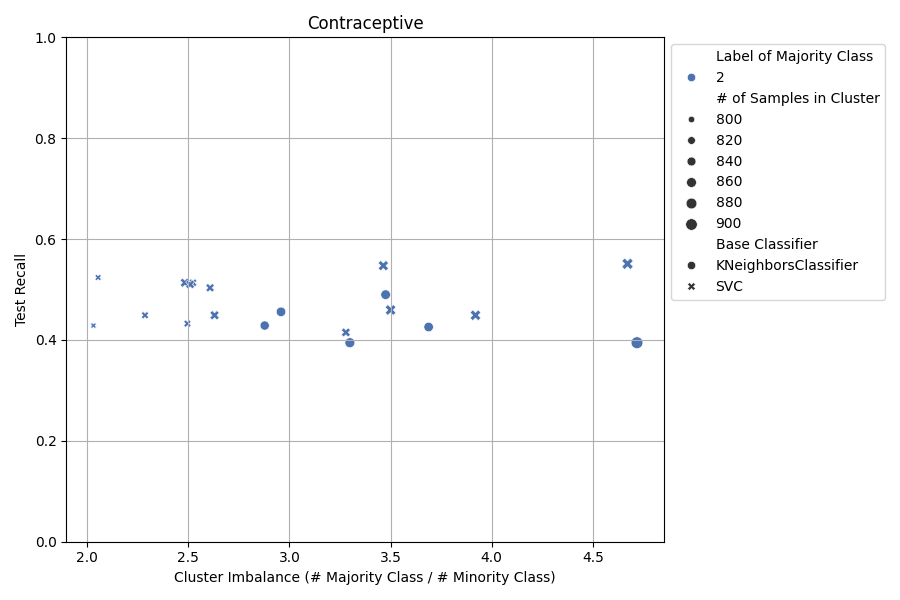 Contraceptive
Test Recall
1.0
0.8
0.6
0.4
0.2
0.0
2.0 2.5 3.0 3.5 4.0 4.5
Cluster Imbalance (# Majority Class / # Minority Class)
Label of Majority Class
2
# of Samples in Cluster
800
820
840
860
880
900
Base Classifier
KNeighborsClassifier
SVC